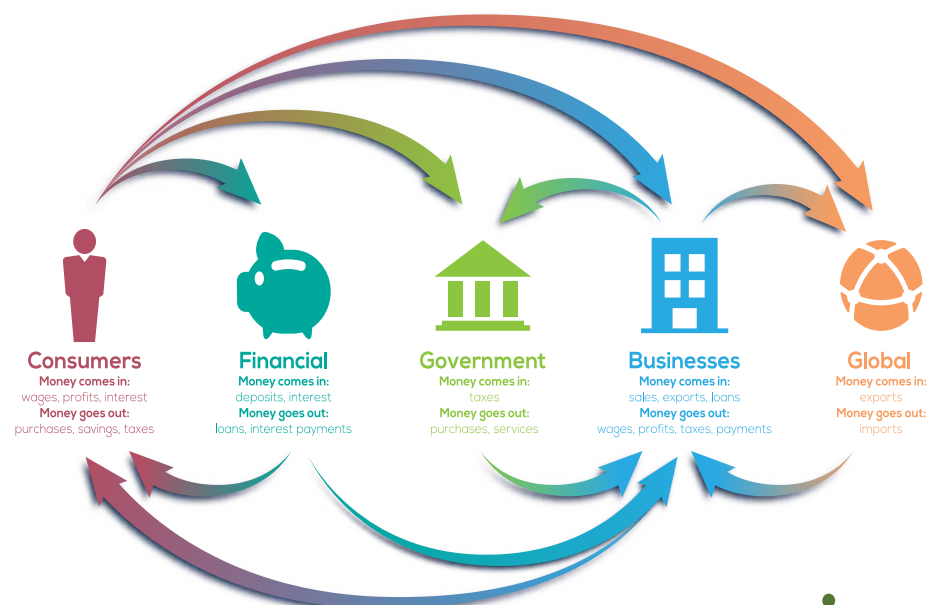 Consumers
Money comes in:
wages, profits, interest
Money goes out:
purchases, savings, taxes
Financial
Money comes in:
deposits, interest
Money goes out:
loans, interest payments
Government
Money comes in:
taxes
Money goes out:
purchases, services
Businesses
Money comes in:
sales, exports, loans
Money goes out:
wages, profits, taxes, payments
Global
Money comes in:
exports
Money goes out:
imports